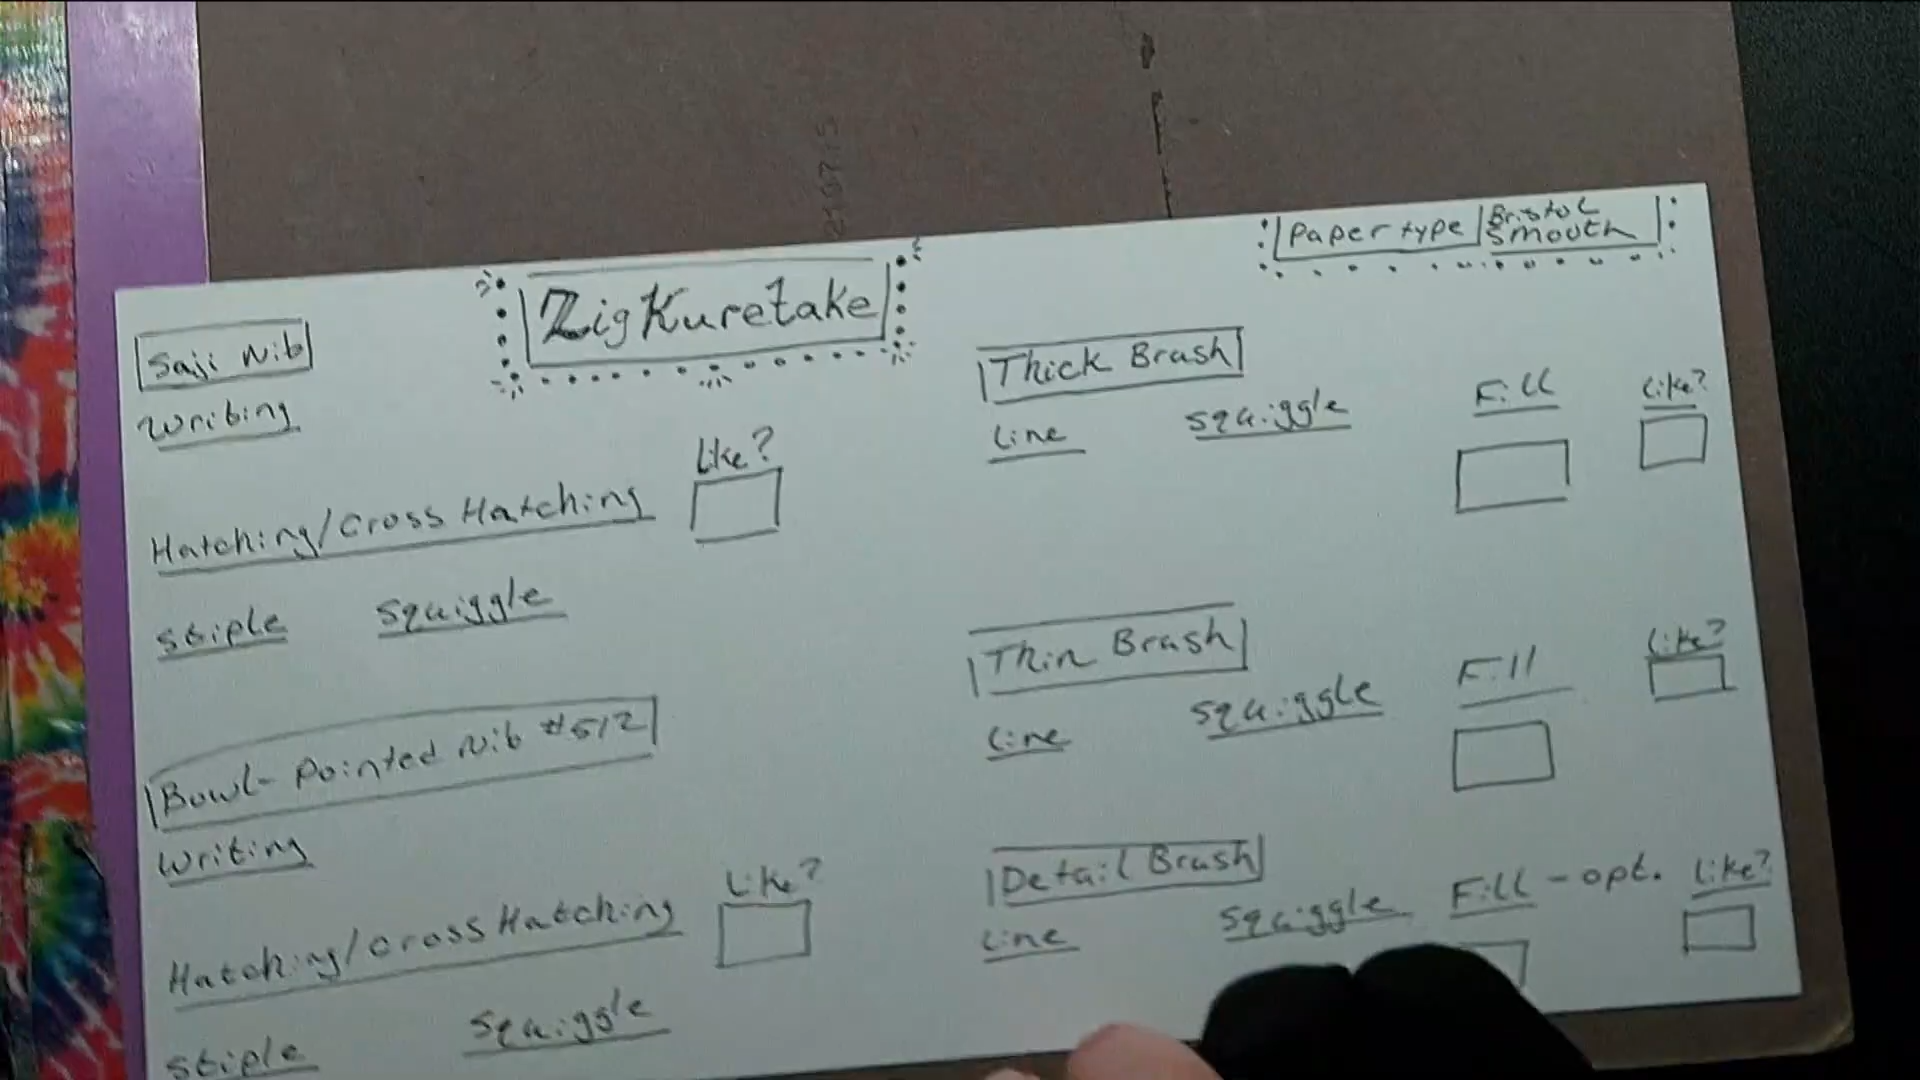 Paper type | Bristol
Smooth
Zig Kuretake
Saji Nib
Writing
Like?
Hatching/Cross Hatching
Stiple Squiggle
Bowl-Pointed Nib #512
Writing
Like?
Hatching/Cross Hatching
Stiple Squiggle
Thick Brush
Line Squiggle Fill Like?
Thin Brush
Line Squiggle Fill Like?
Detail Brush
Line Squiggle Fill - opt. Like?